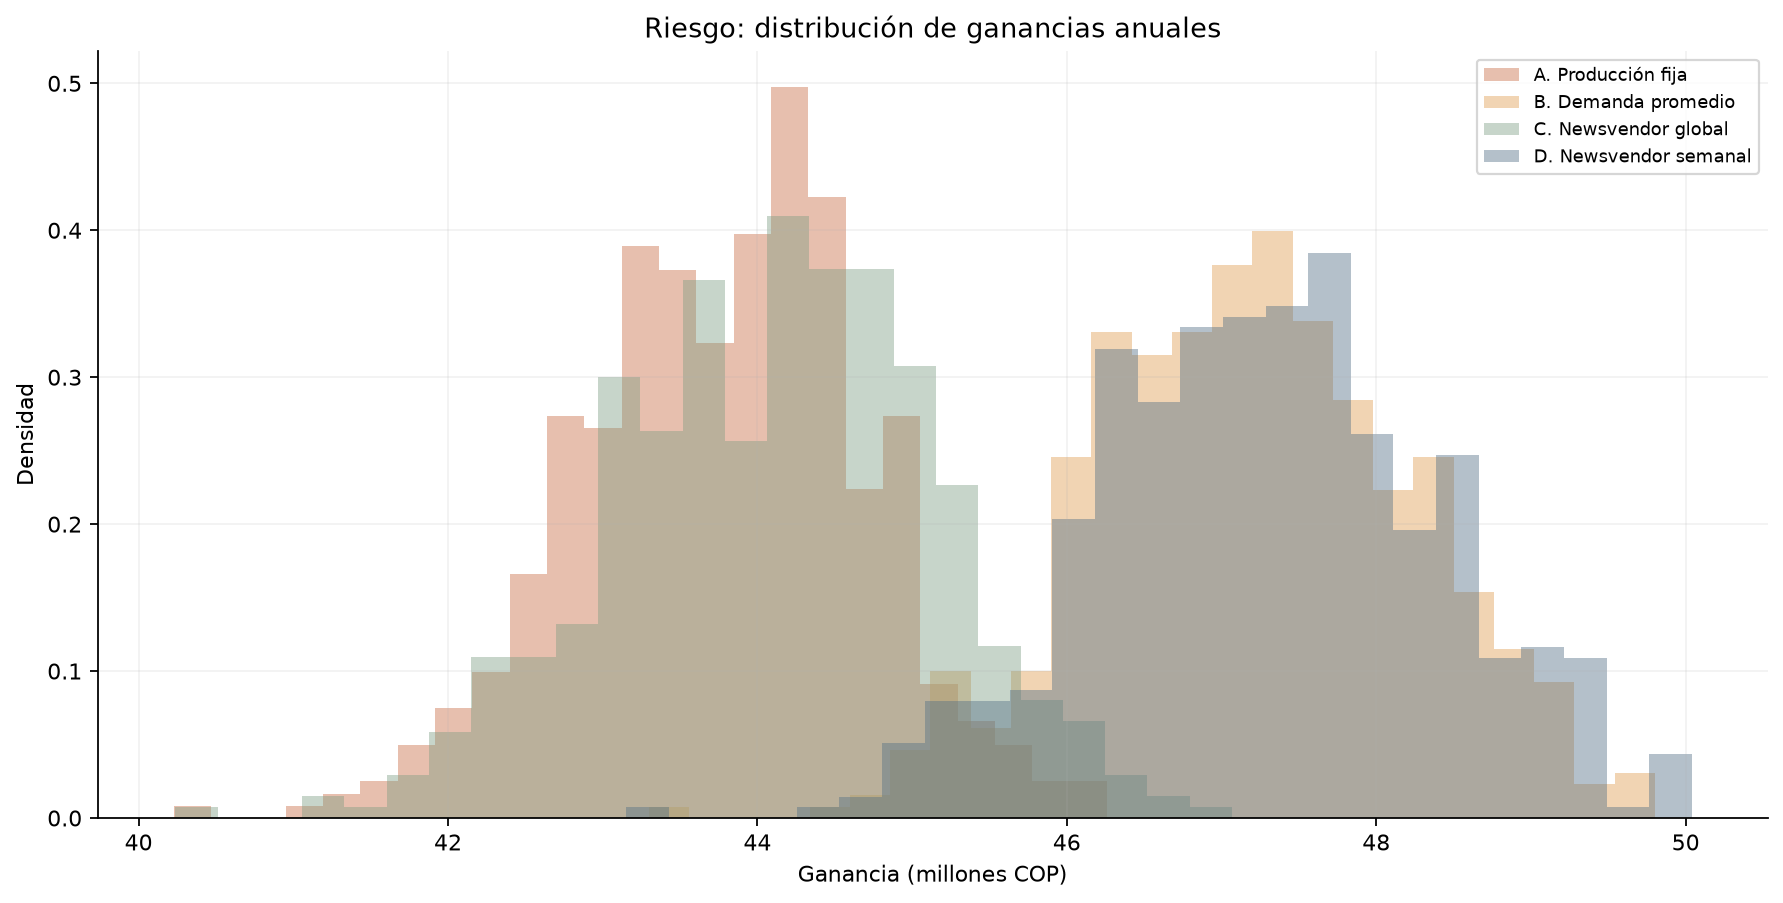 Riesgo: distribución de ganancias anuales
A. Producción fija
B. Demanda promedio
C. Newsvendor global
D. Newsvendor semanal
Densidad
0.5
0.4
0.3
0.2
0.1
0.0
40 42 44 46 48 50
Ganancia (millones COP)